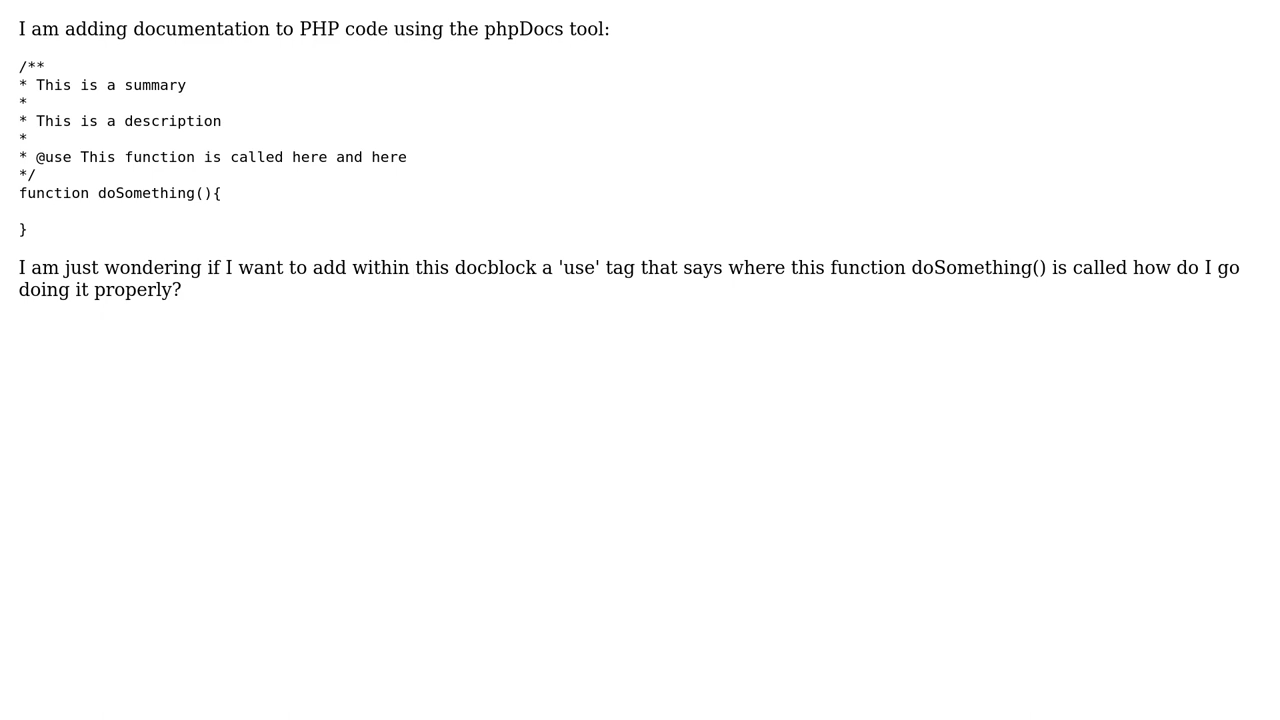 I am adding documentation to PHP code using the phpDocs tool:
/**
* This is a summary
*
* This is a description
*
* @use This function is called here and here
*/
function doSomething(){
}
I am just wondering if I want to add within this docblock a 'use' tag that says where this function doSomething() is called how do I go
doing it properly?